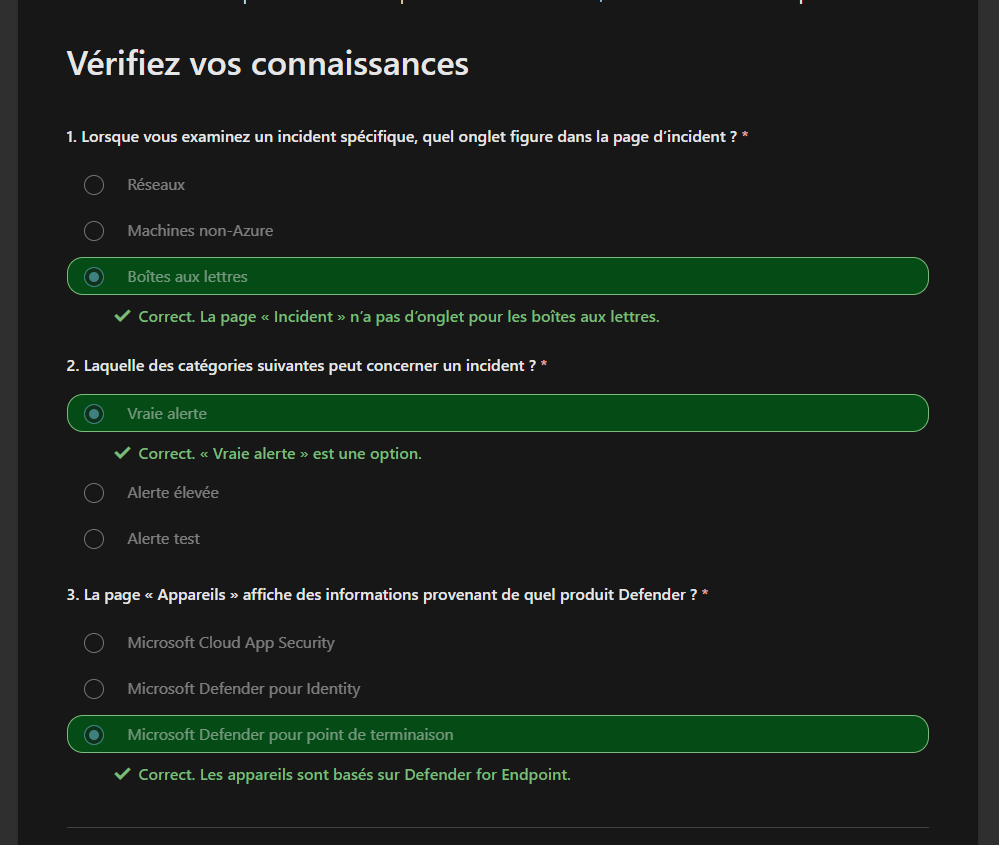 Vérifiez vos connaissances
1. Lorsque vous examinez un incident spécifique, quel onglet figure dans la page d’incident ? *
Réseaux
Machines non-Azure
Boîtes aux lettres
Correct. La page « Incident » n’a pas d’onglet pour les boîtes aux lettres.
2. Laquelle des catégories suivantes peut concerner un incident ? *
Vraie alerte
Correct. « Vraie alerte » est une option.
Alerte élevée
Alerte test
3. La page « Appareils » affiche des informations provenant de quel produit Defender ? *
Microsoft Cloud App Security
Microsoft Defender pour Identity
Microsoft Defender pour point de terminaison
Correct. Les appareils sont basés sur Defender for Endpoint.